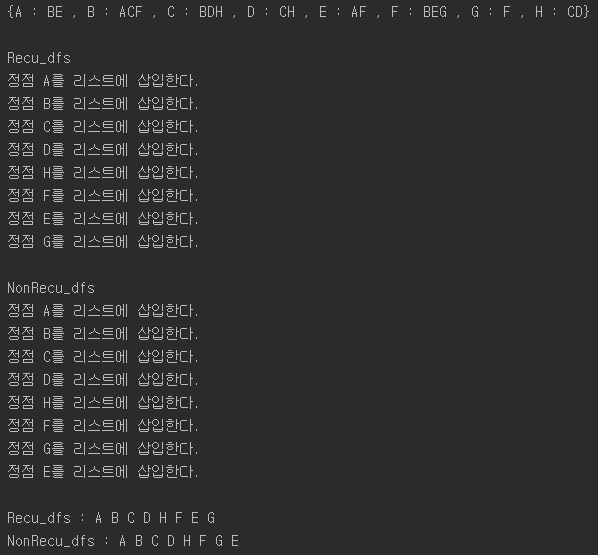 {A : BE , B : ACF , C : BDH , D : CH , E : AF , F : BEG , G : F , H : CD}
Recu_dfs
정점 A를 리스트에 삽입한다.
정점 B를 리스트에 삽입한다.
정점 C를 리스트에 삽입한다.
정점 D를 리스트에 삽입한다.
정점 H를 리스트에 삽입한다.
정점 F를 리스트에 삽입한다.
정점 E를 리스트에 삽입한다.
정점 G를 리스트에 삽입한다.
NonRecu_dfs
정점 A를 리스트에 삽입한다.
정점 B를 리스트에 삽입한다.
정점 C를 리스트에 삽입한다.
정점 D를 리스트에 삽입한다.
정점 H를 리스트에 삽입한다.
정점 F를 리스트에 삽입한다.
정점 G를 리스트에 삽입한다.
정점 E를 리스트에 삽입한다.
Recu_dfs : A B C D H F E G
NonRecu_dfs : A B C D H F G E